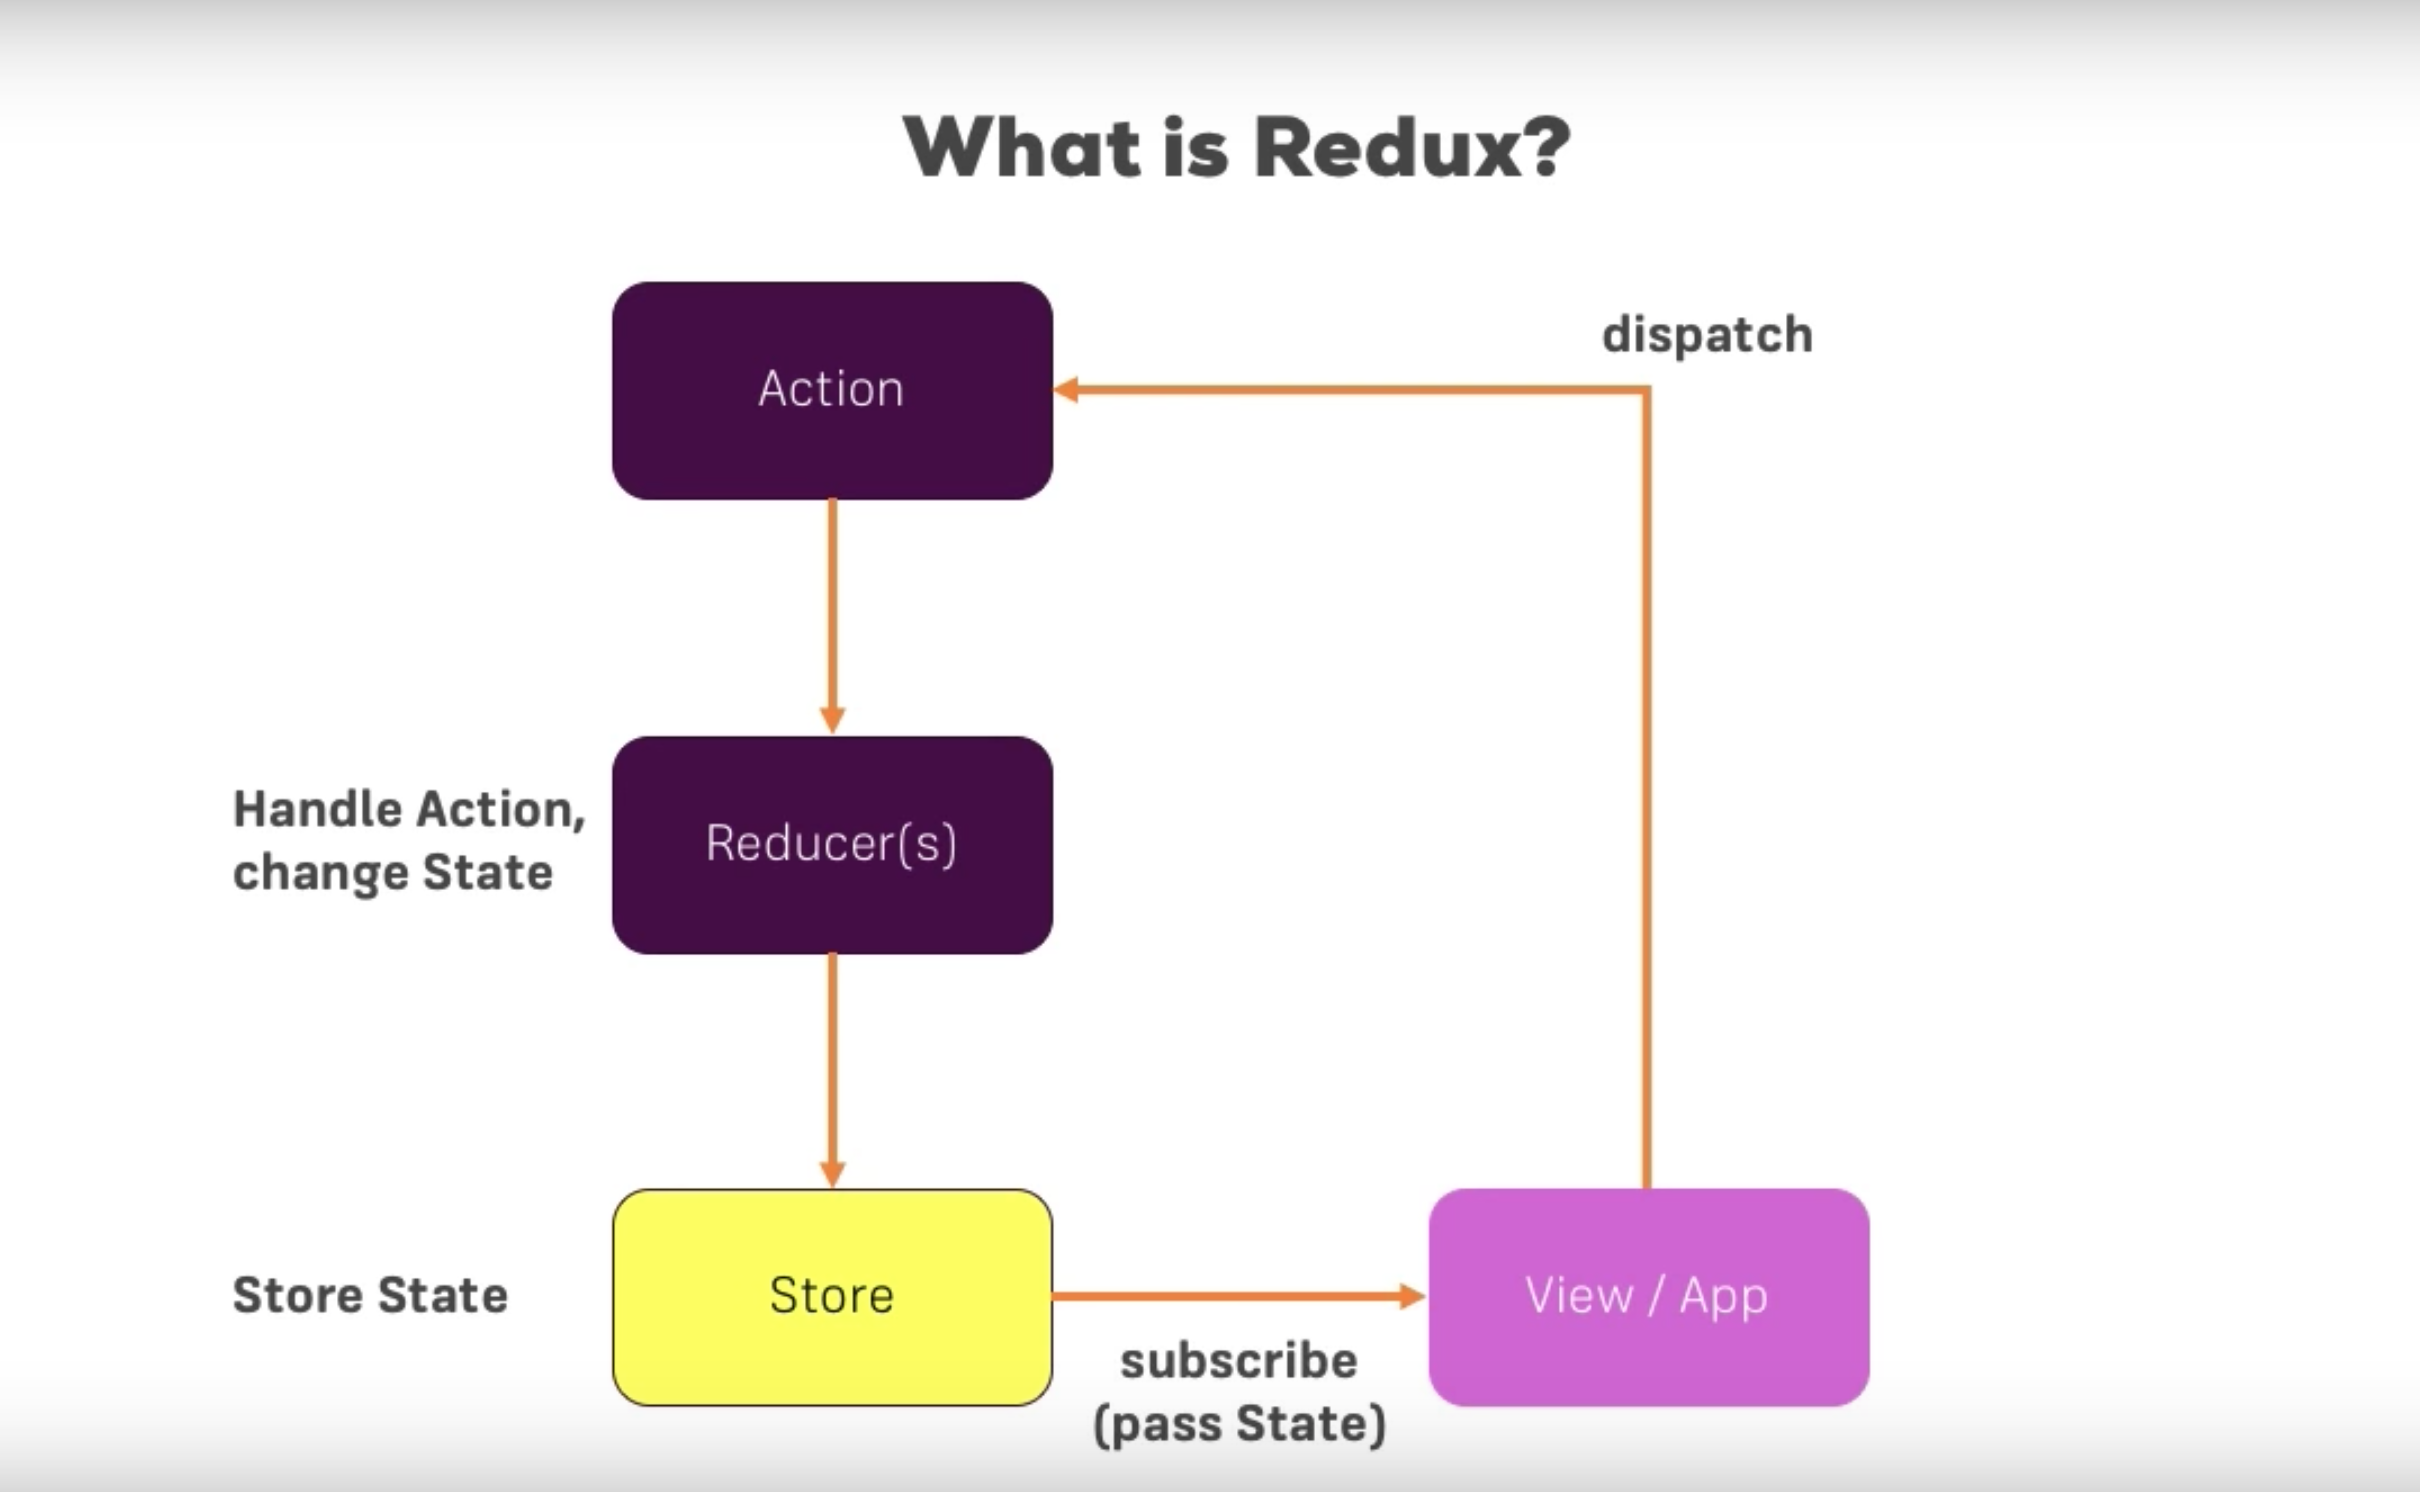 What is Redux?
Action
dispatch
Handle Action,
change State
Reducer(s)
Store State
Store
subscribe
(pass State)
View / App